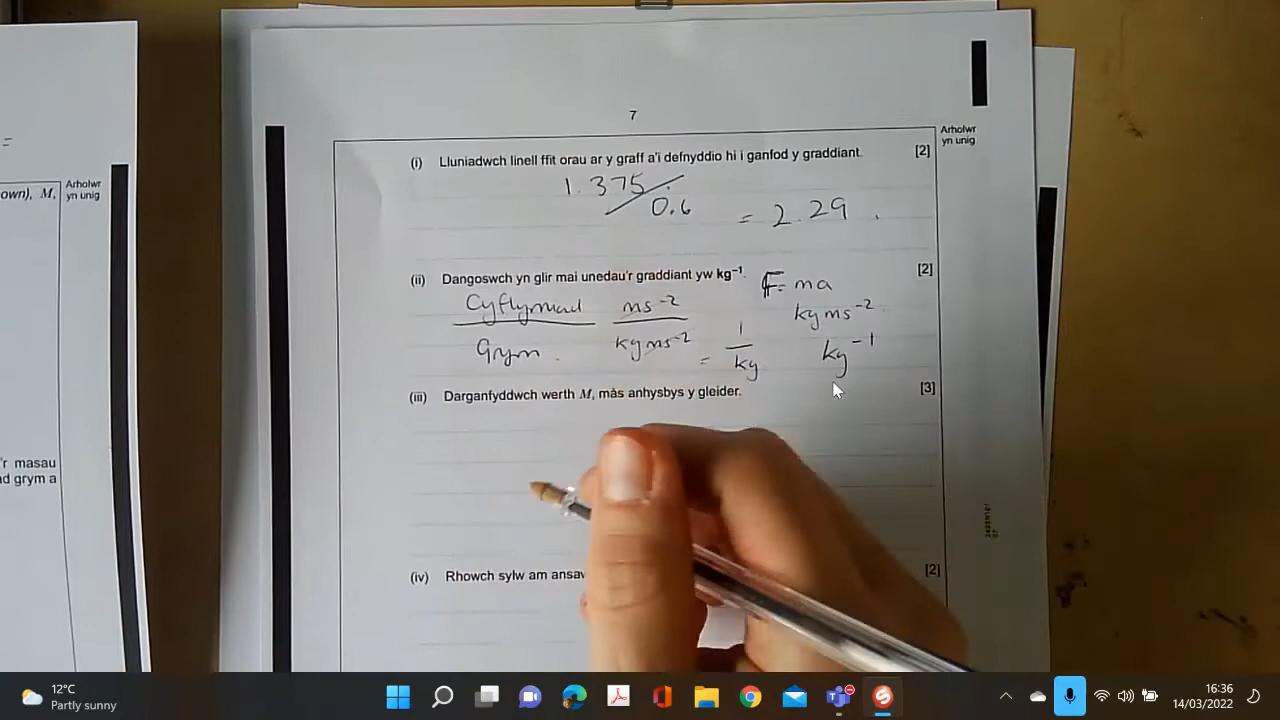 7
=
own), M,
Arholwr
yn unig
'r masau
d grym a
Arholwr
yn unig
(i) Lluniadwch linell ffit orau ar y graff a'i defnyddio hi i ganfod y graddiant. [2]
1.375/0.6 = 2.29.
(ii) Dangoswch yn glir mai unedau'r graddiant yw kg⁻¹. [2]
F = ma
Cyflymiad ms⁻²
kgms⁻²
Grym. kgms⁻² = 1/kg kg⁻¹
(iii) Darganfyddwch werth M, màs anhysbys y gleider. [3]
(iv) Rhowch sylw am [2]
12°C
Partly sunny
16:36
14/03/2022